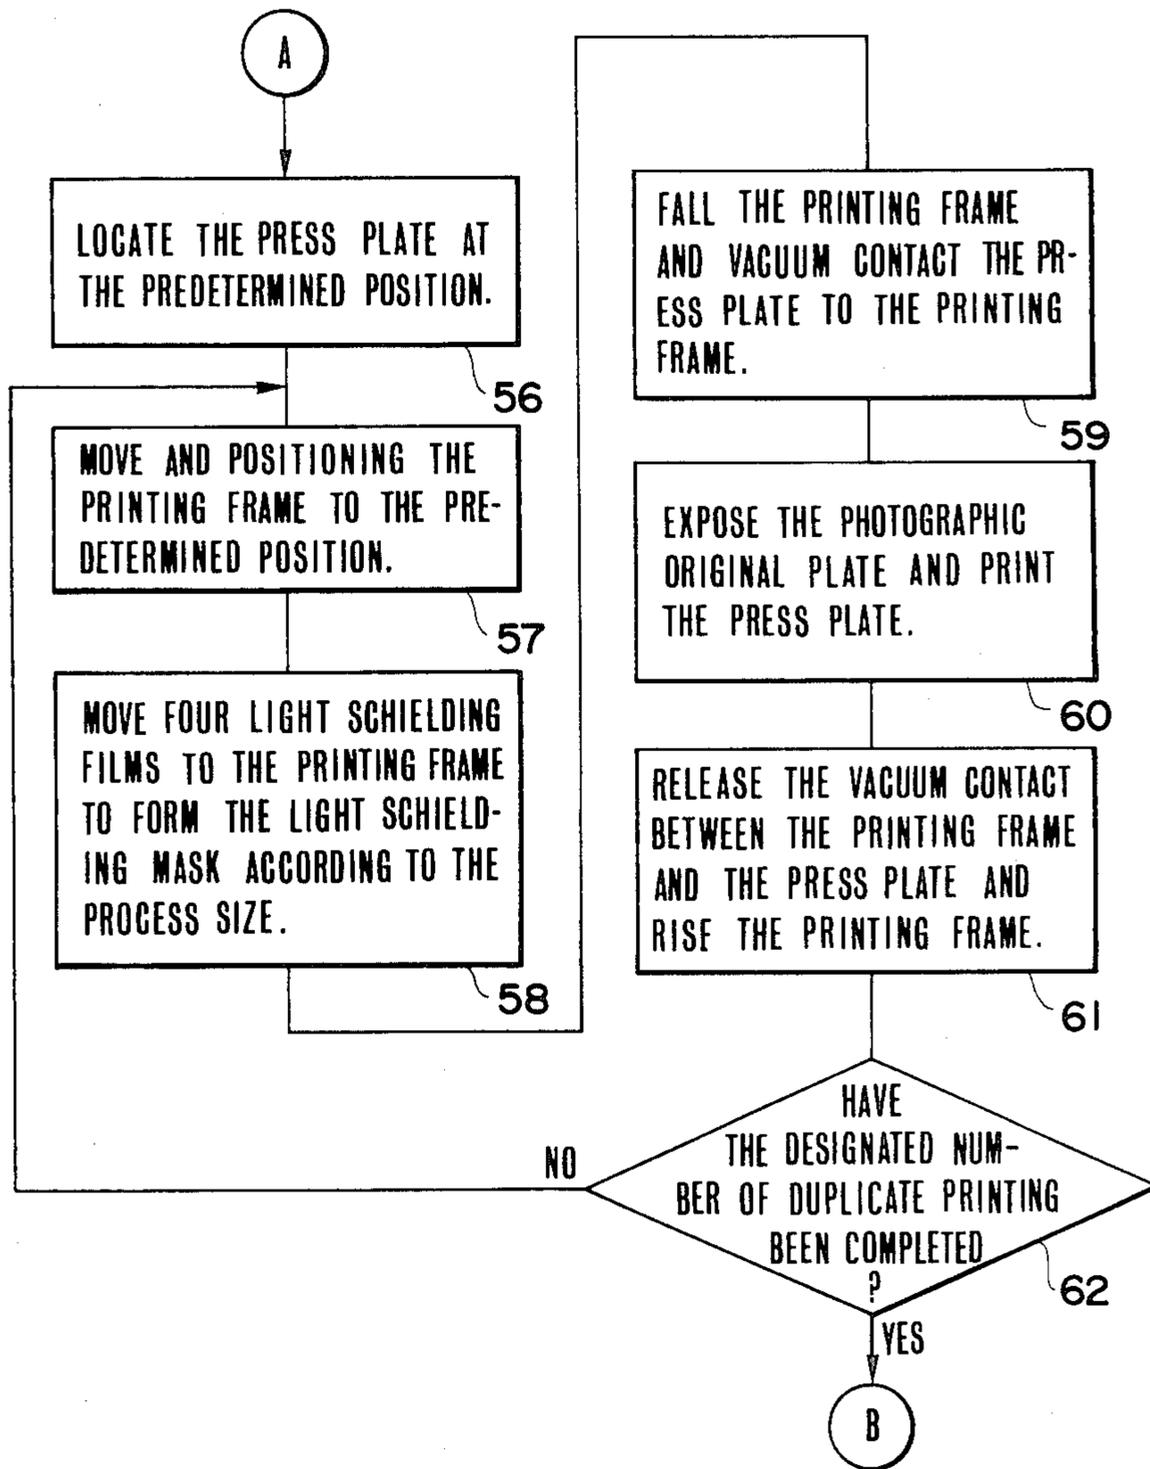 A
LOCATE THE PRESS PLATE AT
THE PREDETERMINED POSITION.
56
MOVE AND POSITIONING THE
PRINTING FRAME TO THE PRE-
DETERMINED POSITION.
57
MOVE FOUR LIGHT SCHIELDING
FILMS TO THE PRINTING FRAME
TO FORM THE LIGHT SCHIELD-
ING MASK ACCORDING TO THE
PROCESS SIZE.
58
FALL THE PRINTING FRAME
AND VACUUM CONTACT THE PR-
ESS PLATE TO THE PRINTING
FRAME.
59
EXPOSE THE PHOTOGRAPHIC
ORIGINAL PLATE AND PRINT
THE PRESS PLATE.
60
RELEASE THE VACUUM CONTACT
BETWEEN THE PRINTING FRAME
AND THE PRESS PLATE AND
RISE THE PRINTING FRAME.
61
HAVE
THE DESIGNATED NUM-
BER OF DUPLICATE PRINTING
BEEN COMPLETED
?
62
NO
YES
B